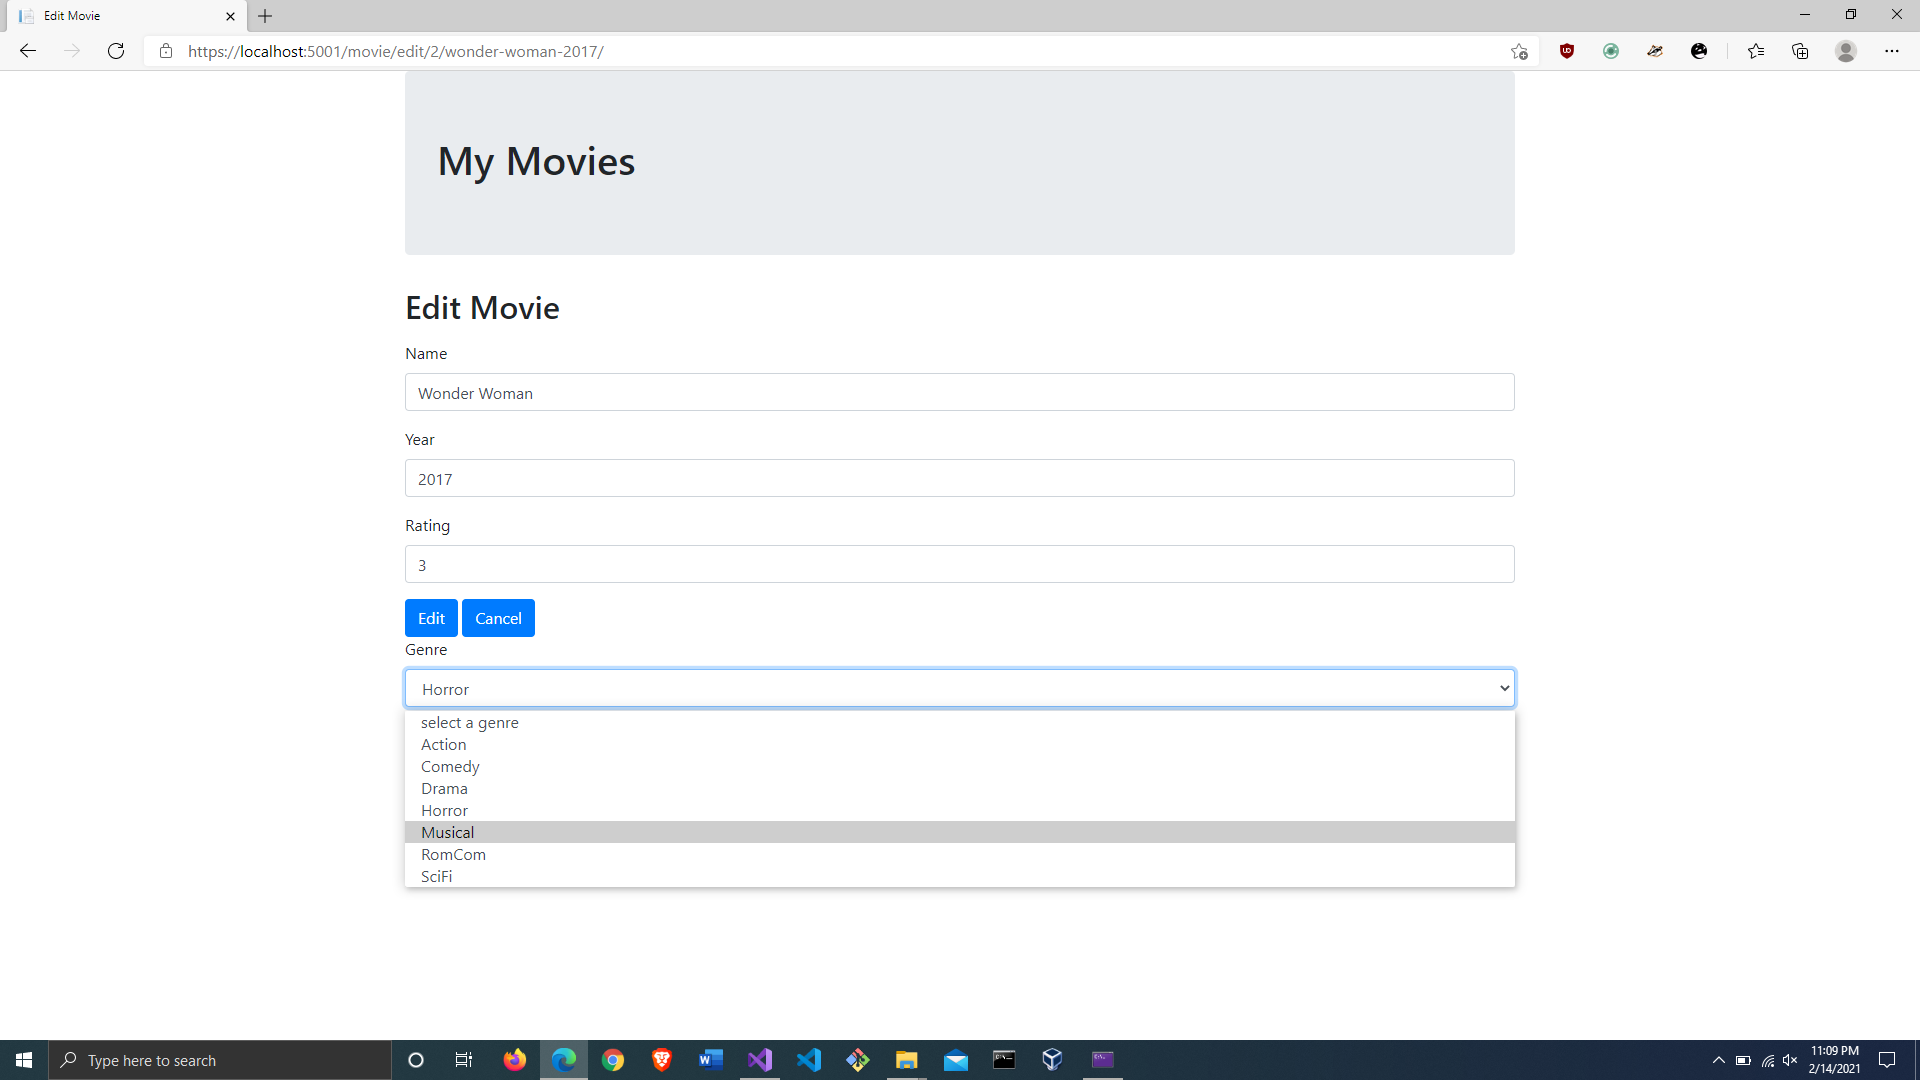 Edit Movie
https://localhost:5001/movie/edit/2/wonder-woman-2017/
My Movies
Edit Movie
Name
Wonder Woman
Year
2017
Rating
3
Edit Cancel
Genre
Horror
select a genre
Action
Comedy
Drama
Horror
Musical
RomCom
SciFi
Type here to search
11:09 PM
2/14/2021